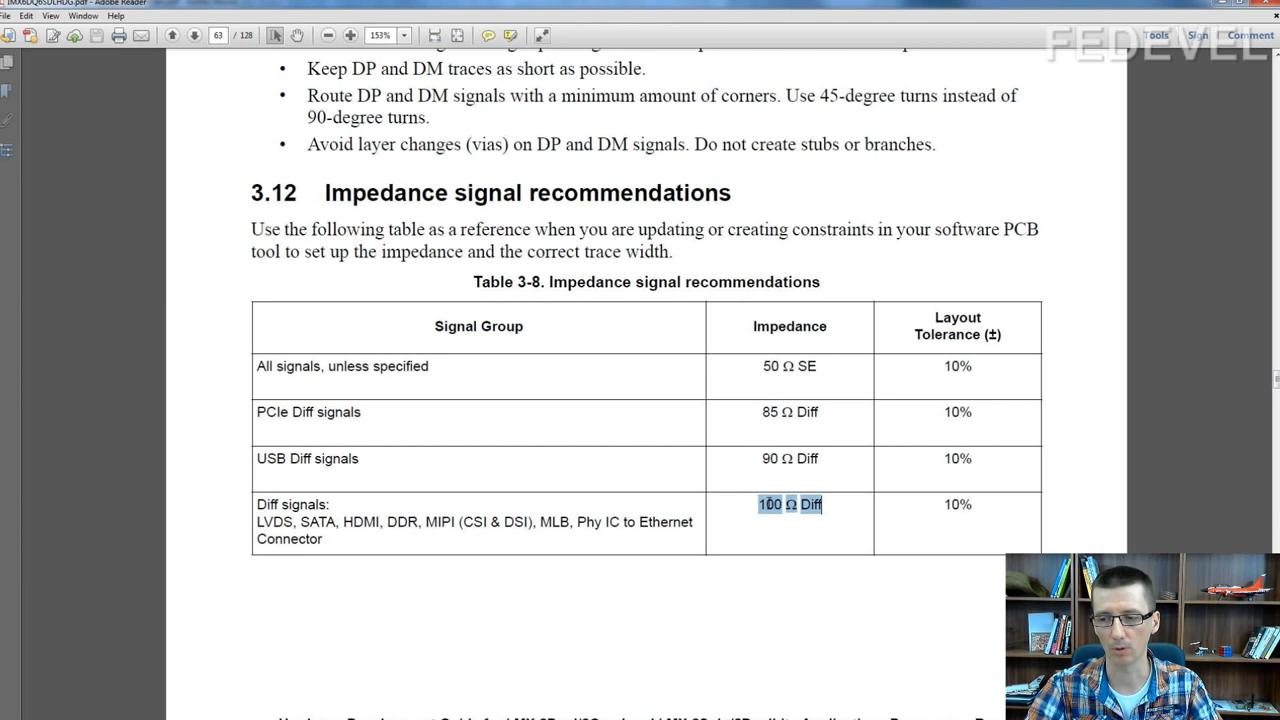 IMX6DQ6SDLHDG.pdf - Adobe Reader
File Edit View Window Help
63 / 128 153% Tools Sign Comment
FEDEVEL
• Keep DP and DM traces as short as possible.
• Route DP and DM signals with a minimum amount of corners. Use 45-degree turns instead of
90-degree turns.
• Avoid layer changes (vias) on DP and DM signals. Do not create stubs or branches.
3.12 Impedance signal recommendations
Use the following table as a reference when you are updating or creating constraints in your software PCB
tool to set up the impedance and the correct trace width.
Table 3-8. Impedance signal recommendations
Signal Group Impedance Layout
Tolerance (±)
All signals, unless specified 50 Ω SE 10%
PCIe Diff signals 85 Ω Diff 10%
USB Diff signals 90 Ω Diff 10%
Diff signals: 100 Ω Diff 10%
LVDS, SATA, HDMI, DDR, MIPI (CSI & DSI), MLB, Phy IC to Ethernet
Connector